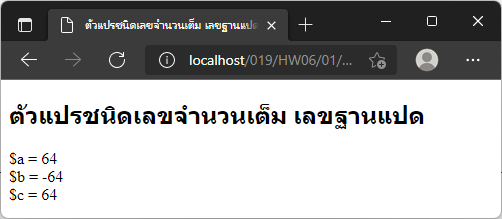 ตัวแปรชนิดเลขจำนวนเต็ม เลขฐานแปด
localhost/019/HW06/01/...
ตัวแปรชนิดเลขจำนวนเต็ม เลขฐานแปด
$a = 64
$b = -64
$c = 64